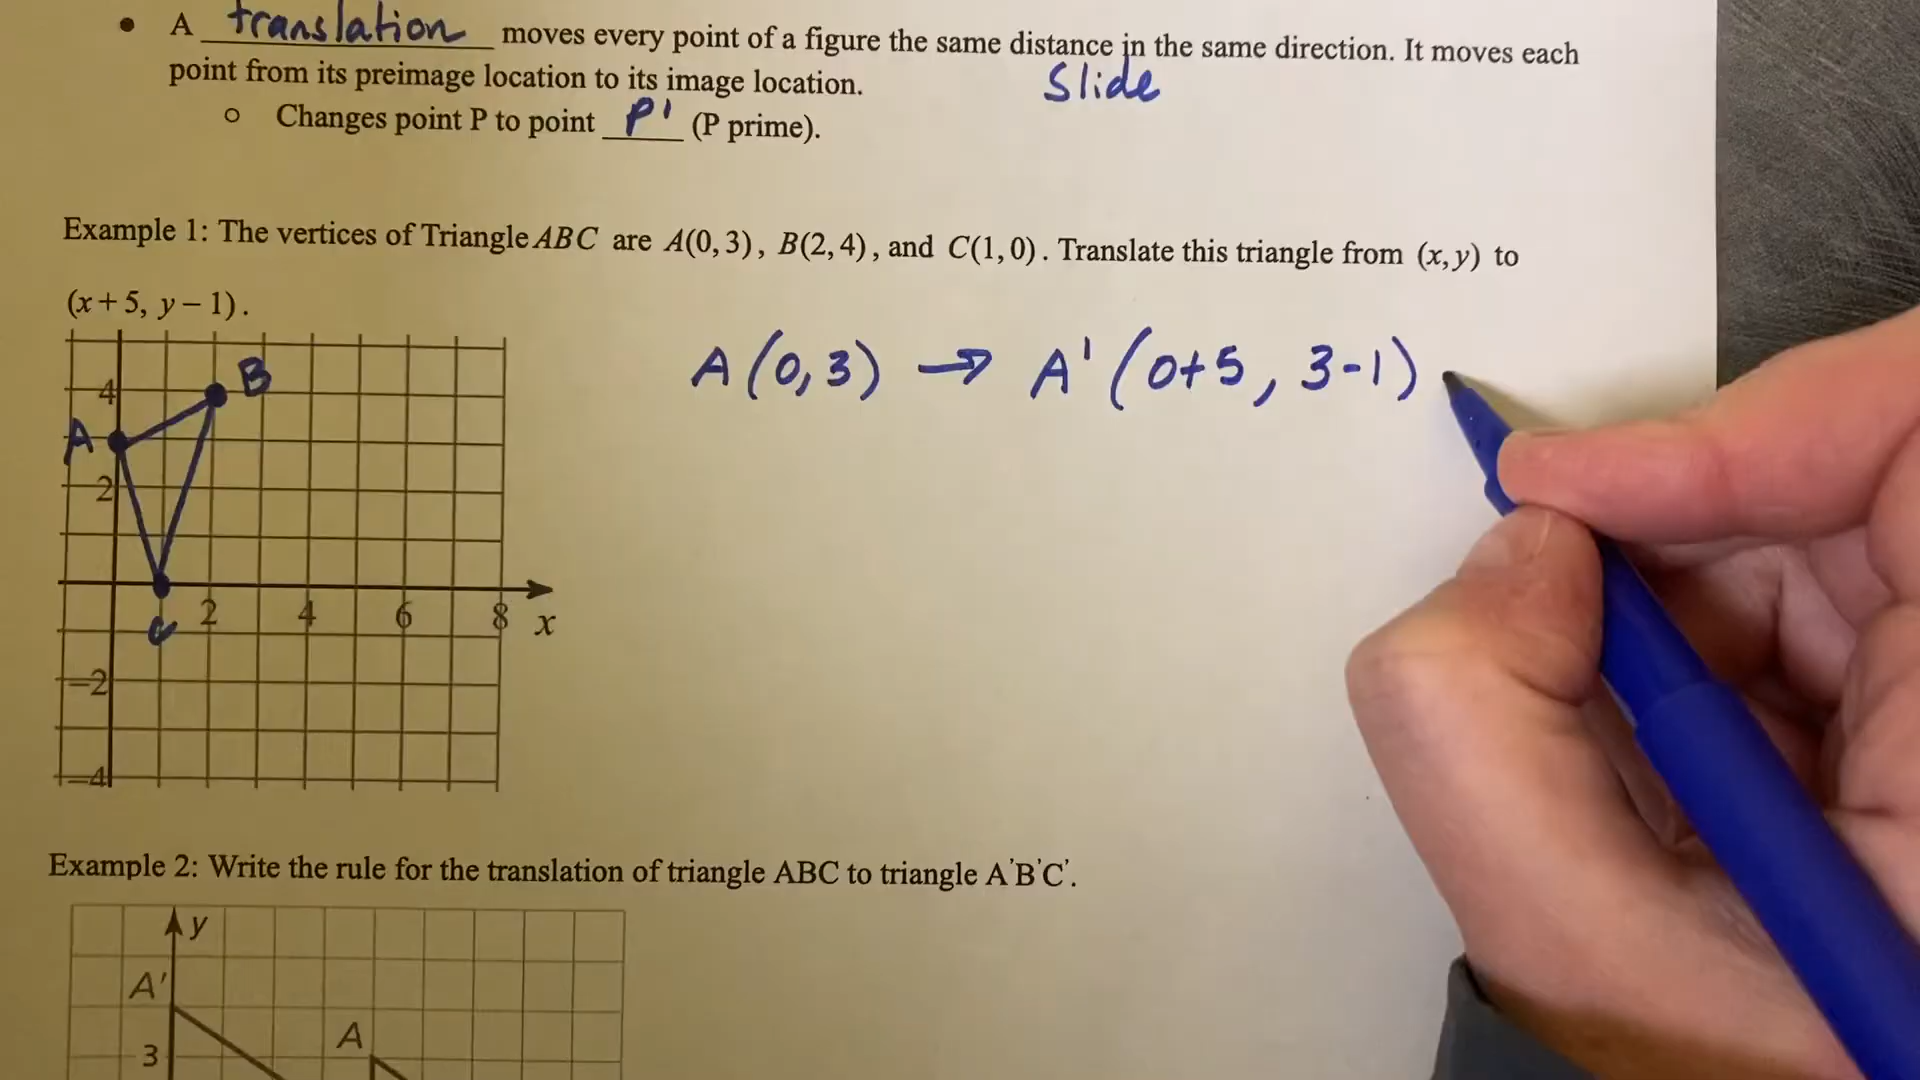 • A translation moves every point of a figure the same distance in the same direction. It moves each
point from its preimage location to its image location. Slide
○ Changes point P to point P' (P prime).
Example 1: The vertices of Triangle ABC are A(0, 3), B(2, 4), and C(1, 0). Translate this triangle from (x, y) to
(x + 5, y − 1).
A(0,3) → A'(0+5, 3-1)
B
4
A
2
2 4 6 8 x
C
−2
−4
Example 2: Write the rule for the translation of triangle ABC to triangle A'B'C'.
y
A'
A
3